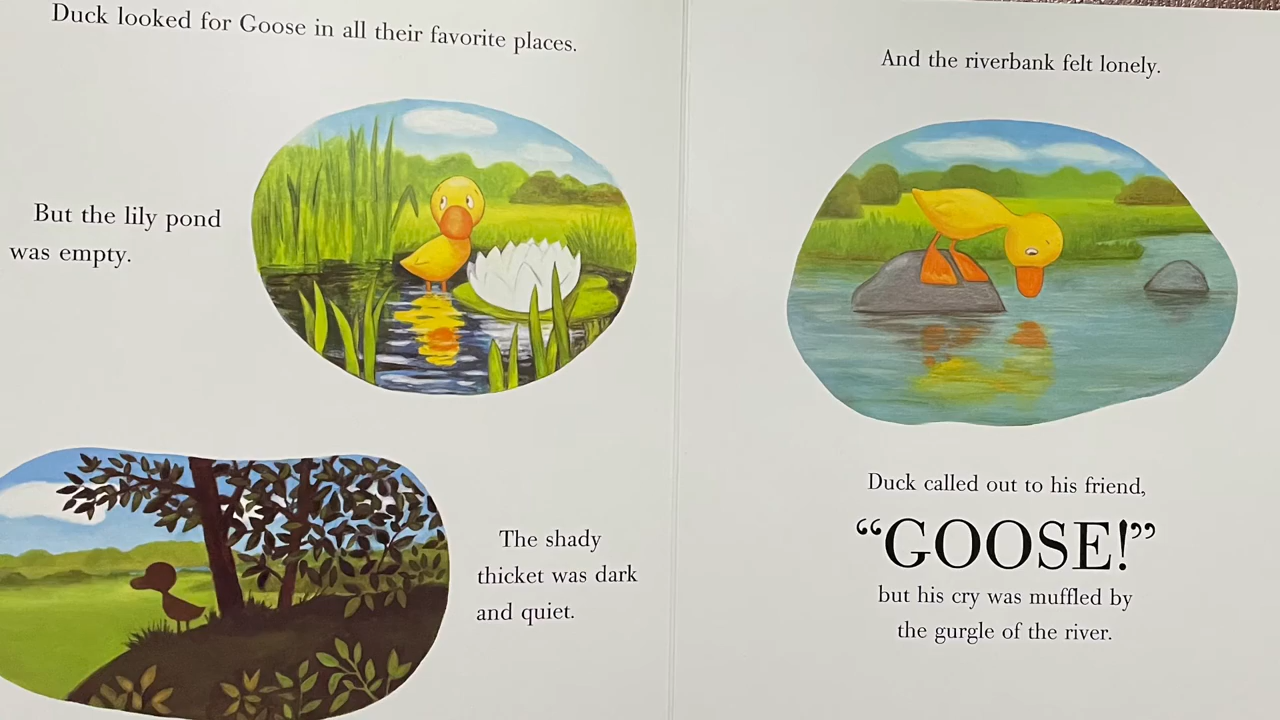 Duck looked for Goose in all their favorite places.
But the lily pond
was empty.
The shady
thicket was dark
and quiet.
And the riverbank felt lonely.
Duck called out to his friend,
“GOOSE!”
but his cry was muffled by
the gurgle of the river.